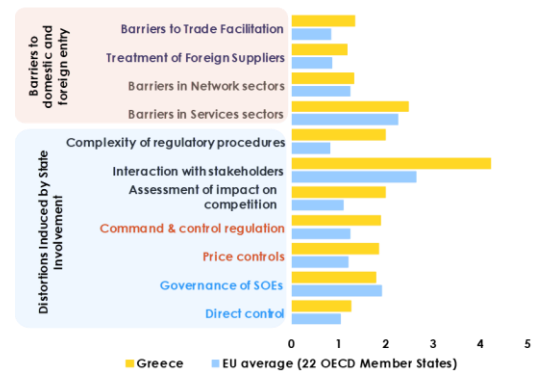 Barriers to
domestic and
foreign entry
Barriers to Trade Facilitation
Treatment of Foreign Suppliers
Barriers in Network sectors
Barriers in Services sectors
Distortions Induced by State
Involvement
Complexity of regulatory procedures
Interaction with stakeholders
Assessment of impact on
competition
Command & control regulation
Price controls
Governance of SOEs
Direct control
0 1 2 3 4 5
Greece EU average (22 OECD Member States)